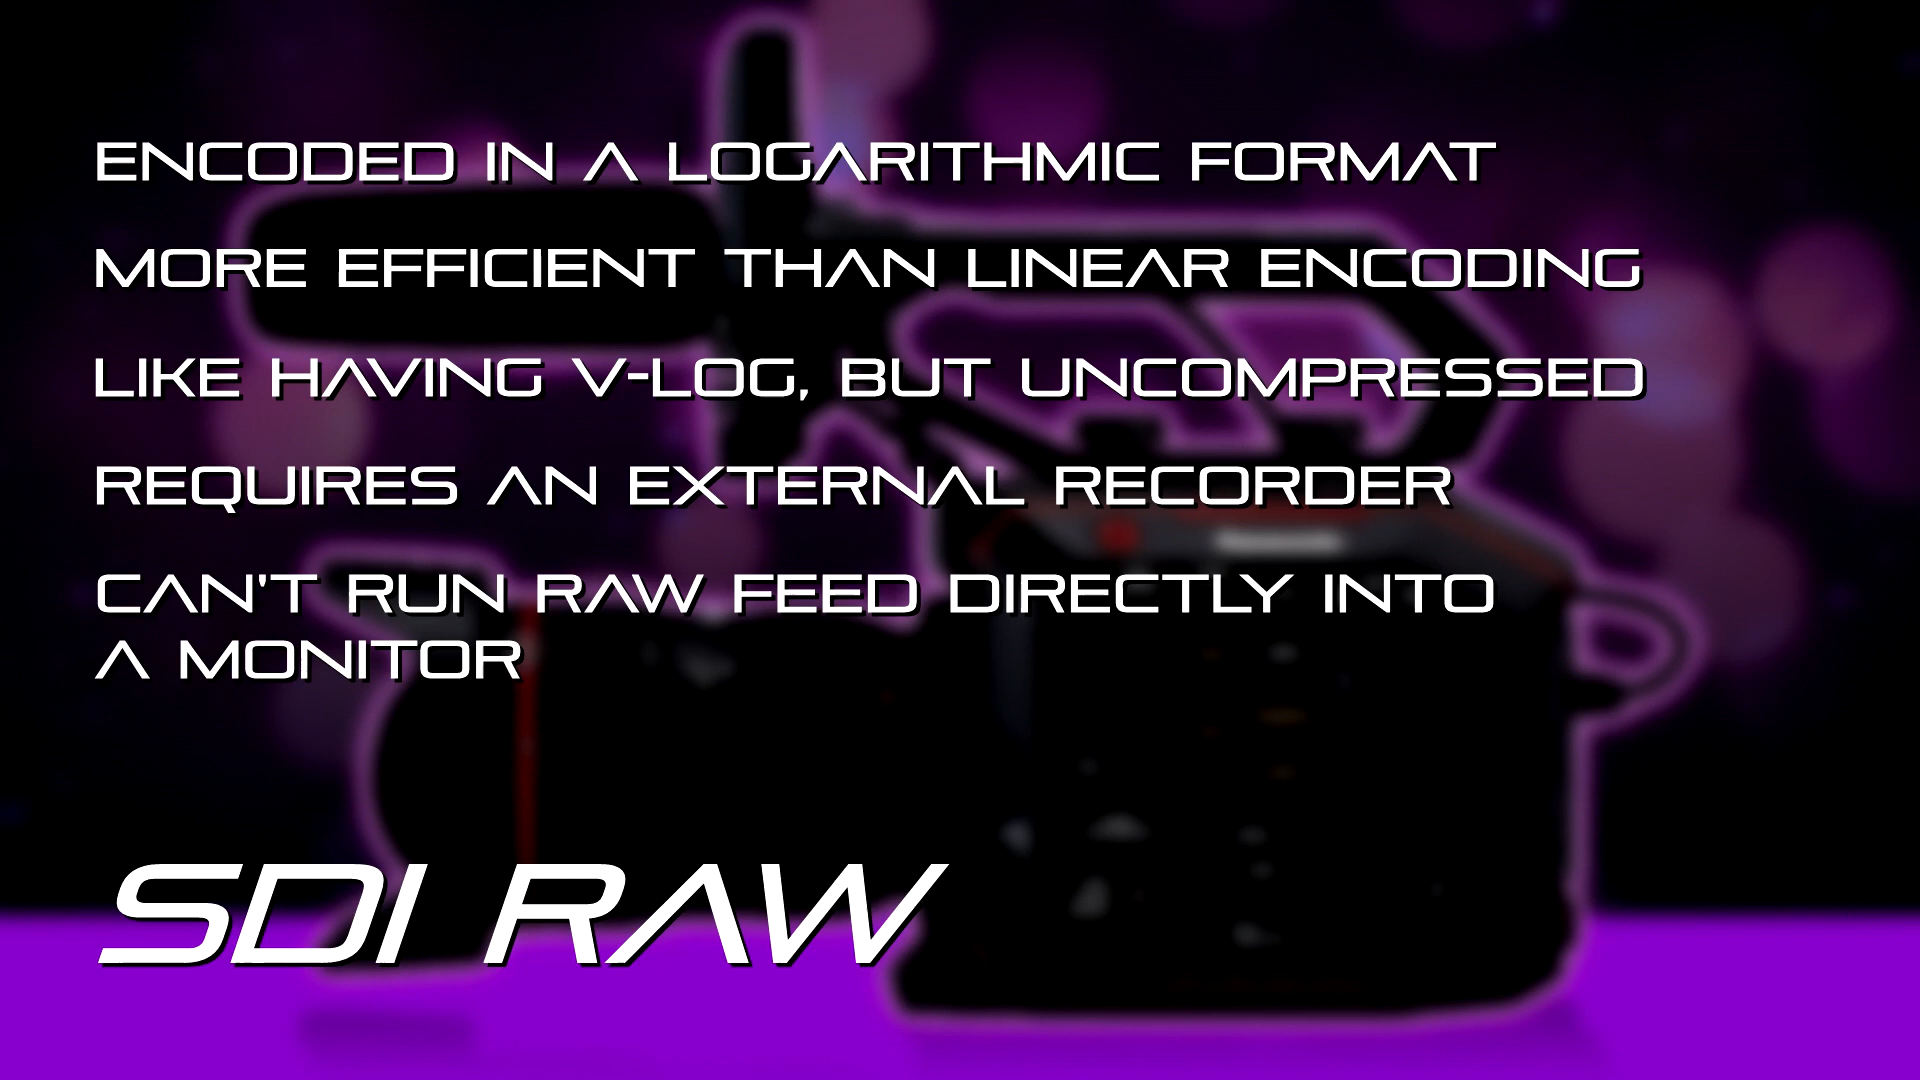 ENCODED IN A LOGARITHMIC FORMAT
MORE EFFICIENT THAN LINEAR ENCODING
LIKE HAVING V-LOG, BUT UNCOMPRESSED
REQUIRES AN EXTERNAL RECORDER
CAN'T RUN RAW FEED DIRECTLY INTO
A MONITOR
SDI RAW